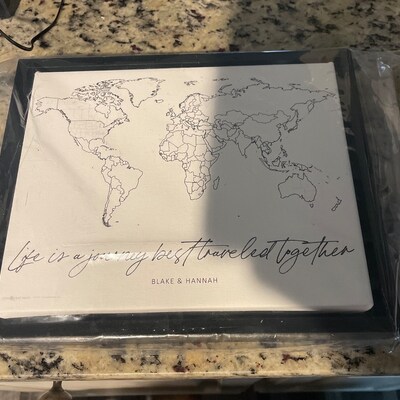 Life is a journey best traveled together
BLAKE & HANNAH